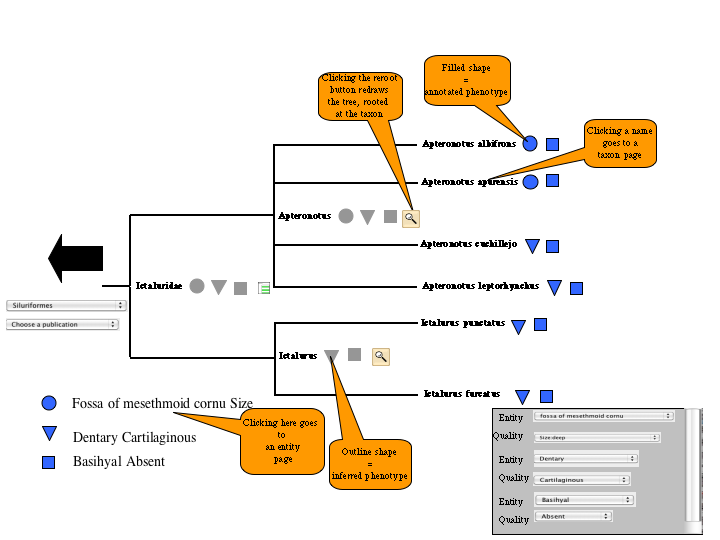 Clicking the reroot
button redraws
the tree, rooted
at the taxon
Filled shape
=
annotated phenotype
Clicking a name
goes to a
taxon page
Apteronotus albifrons
Apteronotus apurensis
Apteronotus
Apteronotus cuchillejo
Ictaluridae
Apteronotus leptorhynchus
Siluriformes
Choose a publication
Ictalurus punctatus
Ictalurus
Ictalurus furcatus
Fossa of mesethmoid cornu Size
Dentary Cartilaginous
Basihyal Absent
Clicking here goes
to
an entity
page
Outline shape
=
inferred phenotype
Entity fossa of mesethmoid cornu
Quality Size:deep
Entity Dentary
Quality Cartilaginous
Entity Basihyal
Quality Absent